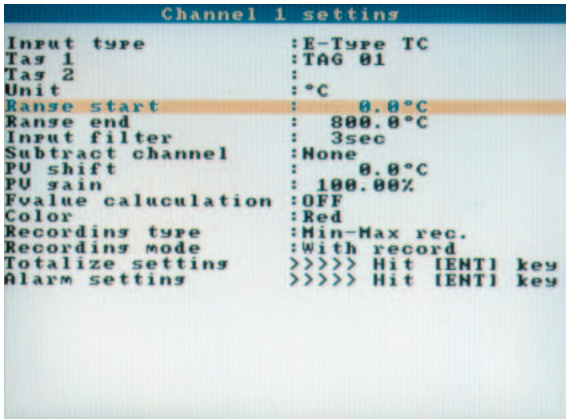 Channel 1 setting
Input type :E-Type TC
Tag 1 :TAG 01
Tag 2 :
Unit :°C
Range start : 0.0°C
Range end : 800.0°C
Input filter : 3sec
Subtract channel :None
PV shift : 0.0°C
PV gain : 100.00%
Fvalue caluculation :OFF
Color :Red
Recording type :Min-Max rec.
Recording mode :With record
Totalize setting >>>>> Hit [ENT] key
Alarm setting >>>>> Hit [ENT] key